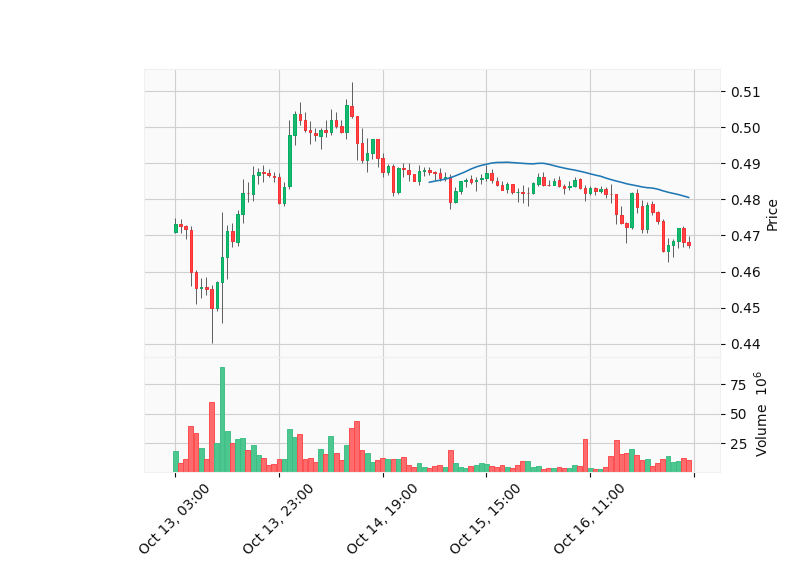 0.51
0.50
0.49
0.48
0.47
0.46
0.45
0.44
Price
75
50
25
Volume 10⁶
Oct 13, 03:00
Oct 13, 23:00
Oct 14, 19:00
Oct 15, 15:00
Oct 16, 11:00